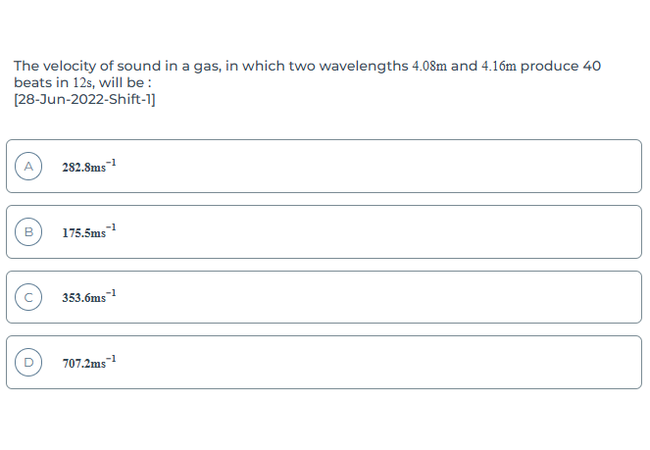 The velocity of sound in a gas, in which two wavelengths 4.08m and 4.16m produce 40
beats in 12s, will be :
[28-Jun-2022-Shift-1]
A 282.8ms⁻¹
B 175.5ms⁻¹
C 353.6ms⁻¹
D 707.2ms⁻¹